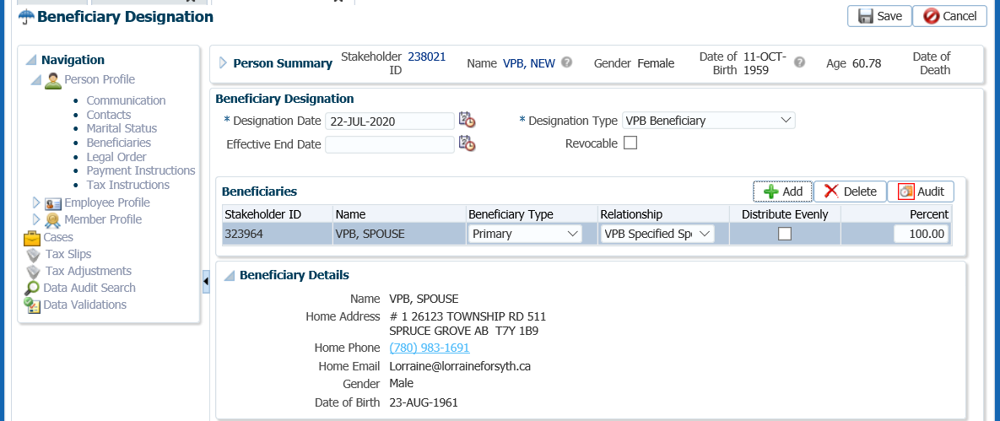 Beneficiary Designation
Save
Cancel
Navigation
Person Profile
Communication
Contacts
Marital Status
Beneficiaries
Legal Order
Payment Instructions
Tax Instructions
Employee Profile
Member Profile
Cases
Tax Slips
Tax Adjustments
Data Audit Search
Data Validations
Person Summary
Stakeholder ID 238021
Name VPB, NEW
Gender Female
Date of Birth 11-OCT-1959
Age 60.78
Date of Death
Beneficiary Designation
* Designation Date 22-JUL-2020
* Designation Type VPB Beneficiary
Effective End Date
Revocable
Beneficiaries
Add
Delete
Audit
Stakeholder ID Name Beneficiary Type Relationship Distribute Evenly Percent
323964 VPB, SPOUSE Primary VPB Specified Sp 100.00
Beneficiary Details
Name VPB, SPOUSE
Home Address # 1 26123 TOWNSHIP RD 511
SPRUCE GROVE AB T7Y 1B9
Home Phone (780) 983-1691
Home Email Lorraine@lorraineforsyth.ca
Gender Male
Date of Birth 23-AUG-1961